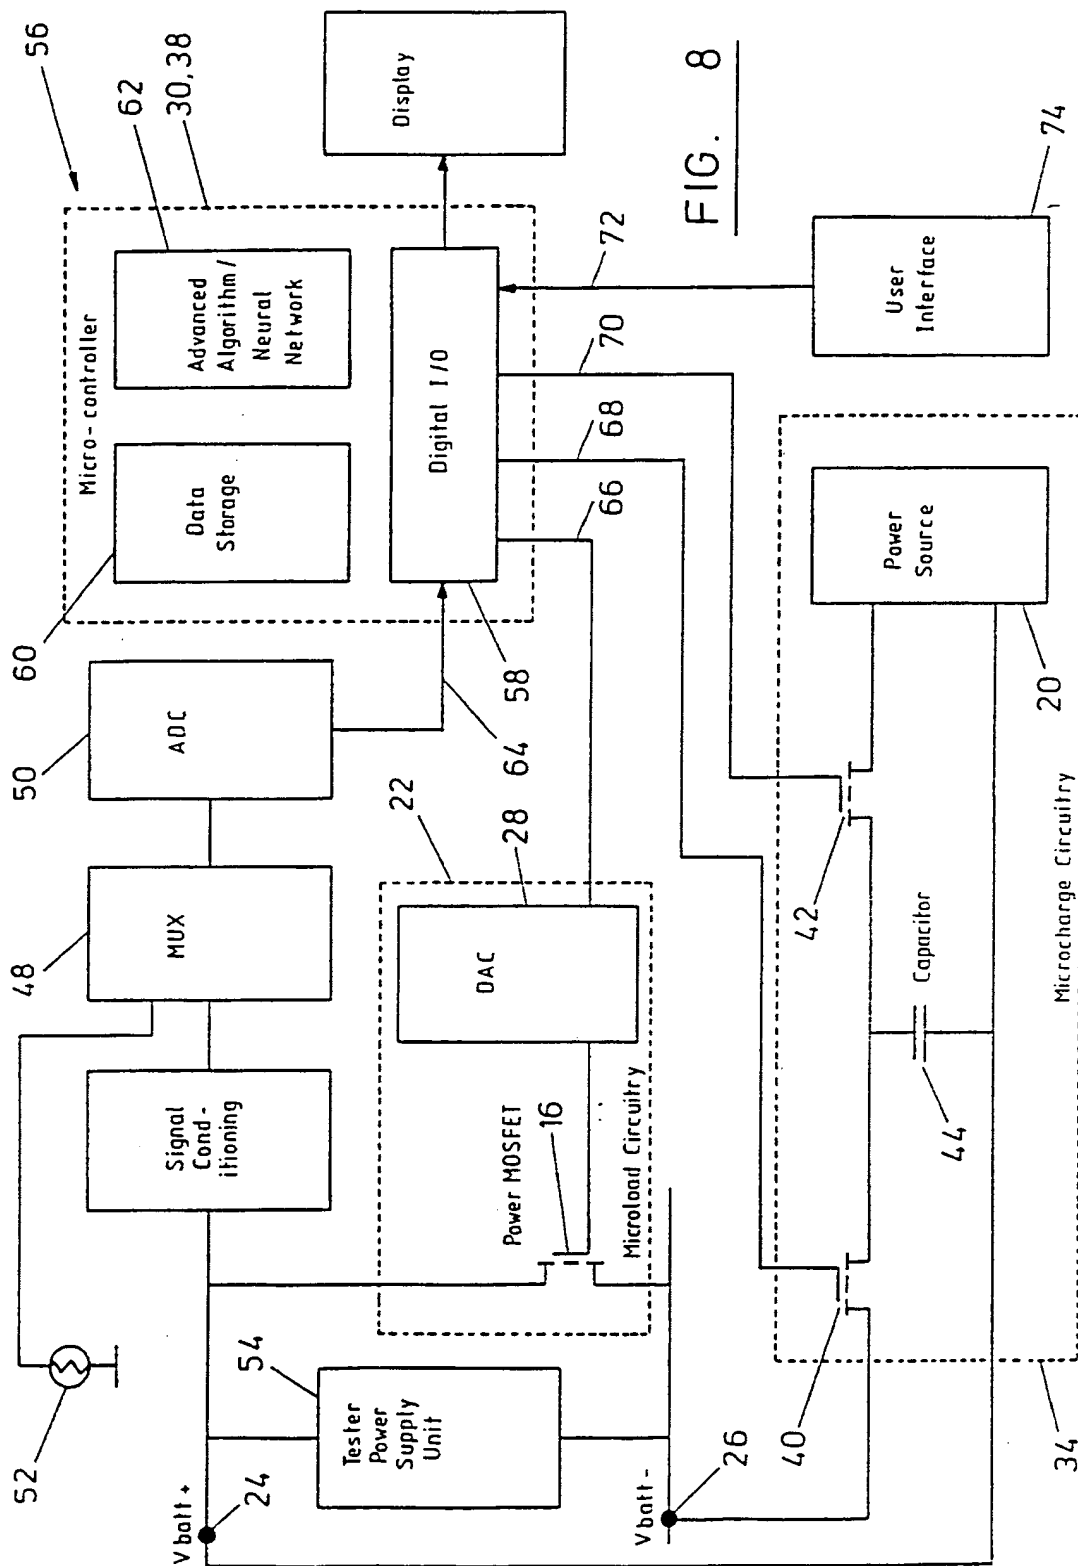 56
62
30,38
Micro-controller
Advanced
Algorithm/
Neural
Network
Data
Storage
60
Digital I/O
58
Display
72
70
68
66
64
FIG. 8
User
Interface
74
50
ADC
48
MUX
Signal
Cond-
itioning
52
22
28
DAC
Power MOSFET
16
Microload Circuitry
54
Tester
Power
Supply
Unit
Vbatt+
24
Vbatt-
26
Power
Source
20
42
Capacitor
44
40
34
Microcharge Circuitry